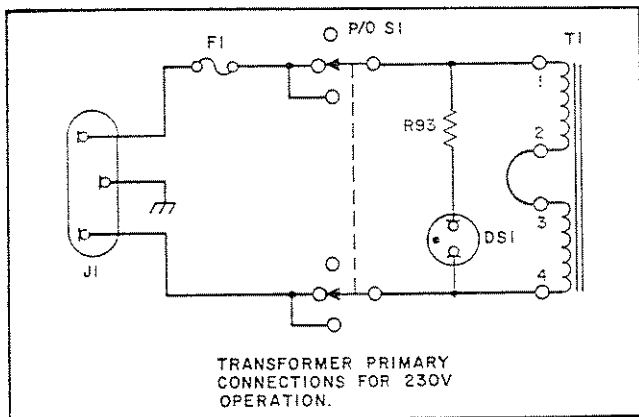 P/O S1
F1
T1
1
R93
2
3
DS1
J1
4
TRANSFORMER PRIMARY
CONNECTIONS FOR 230V
OPERATION.